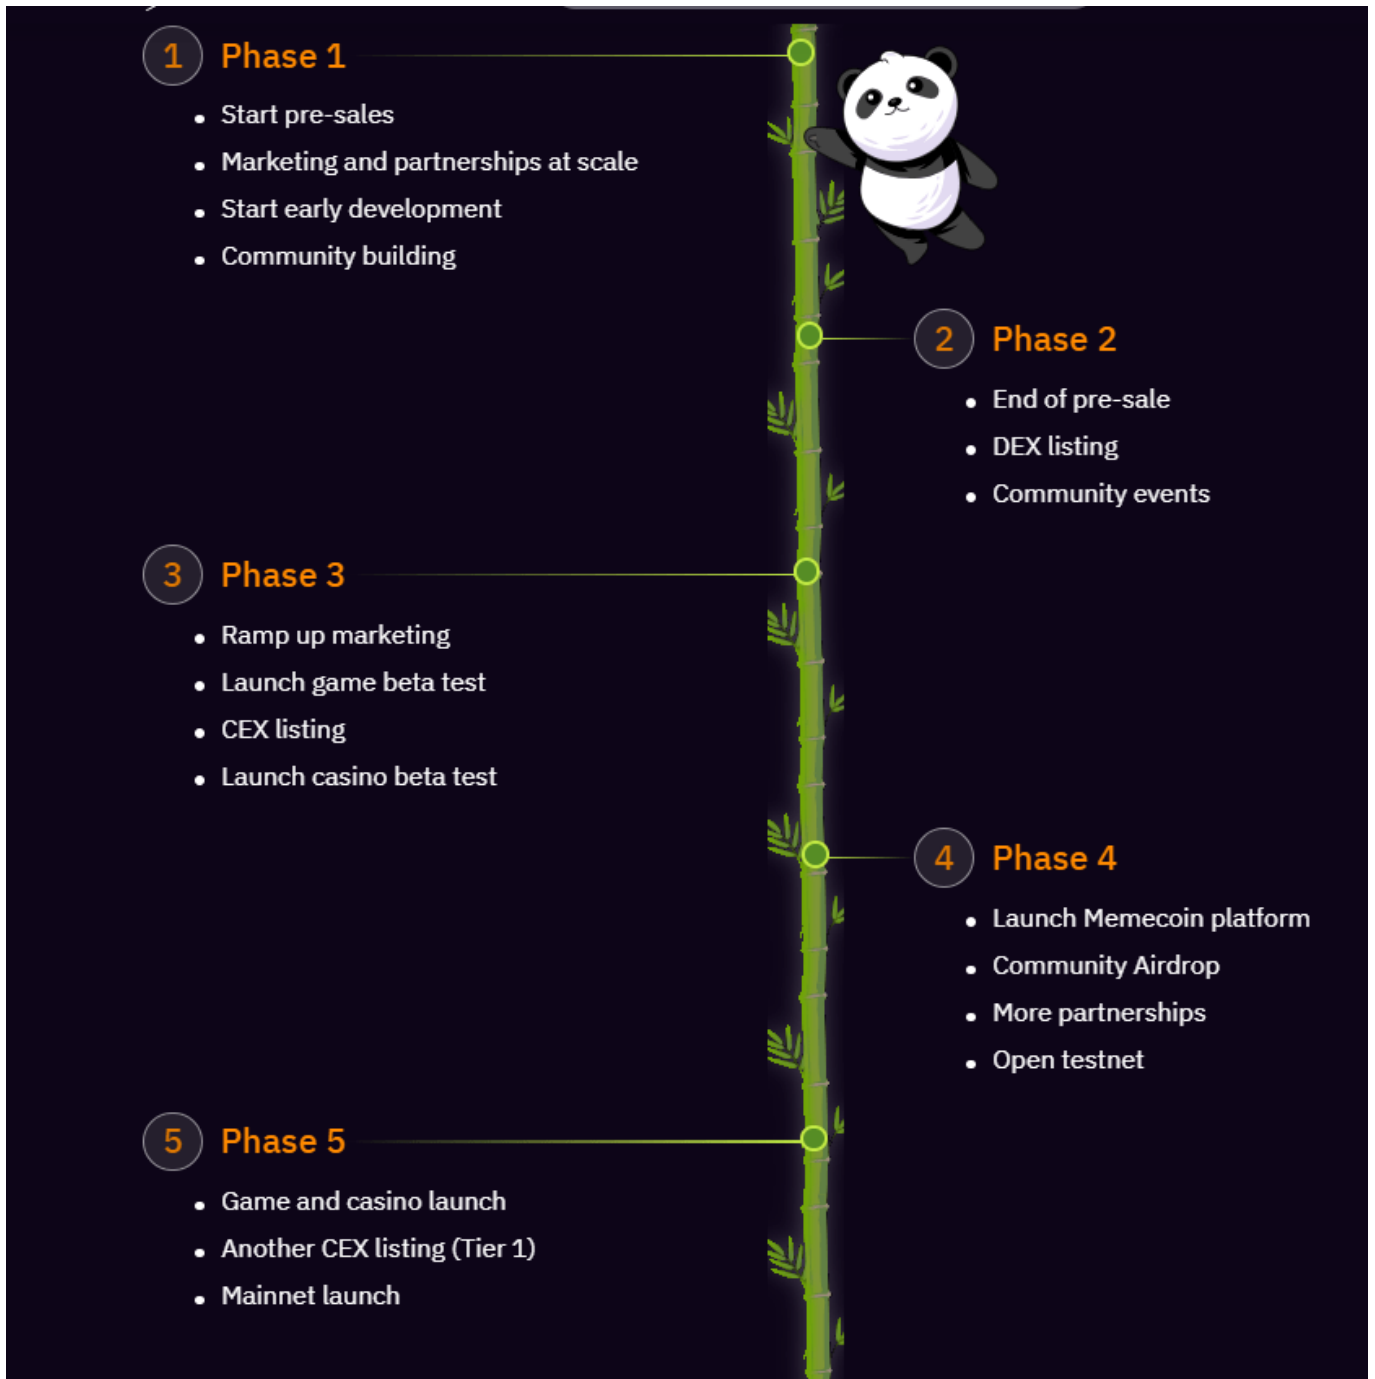 1 Phase 1
Start pre-sales
Marketing and partnerships at scale
Start early development
Community building
2 Phase 2
End of pre-sale
DEX listing
Community events
3 Phase 3
Ramp up marketing
Launch game beta test
CEX listing
Launch casino beta test
4 Phase 4
Launch Memecoin platform
Community Airdrop
More partnerships
Open testnet
5 Phase 5
Game and casino launch
Another CEX listing (Tier 1)
Mainnet launch